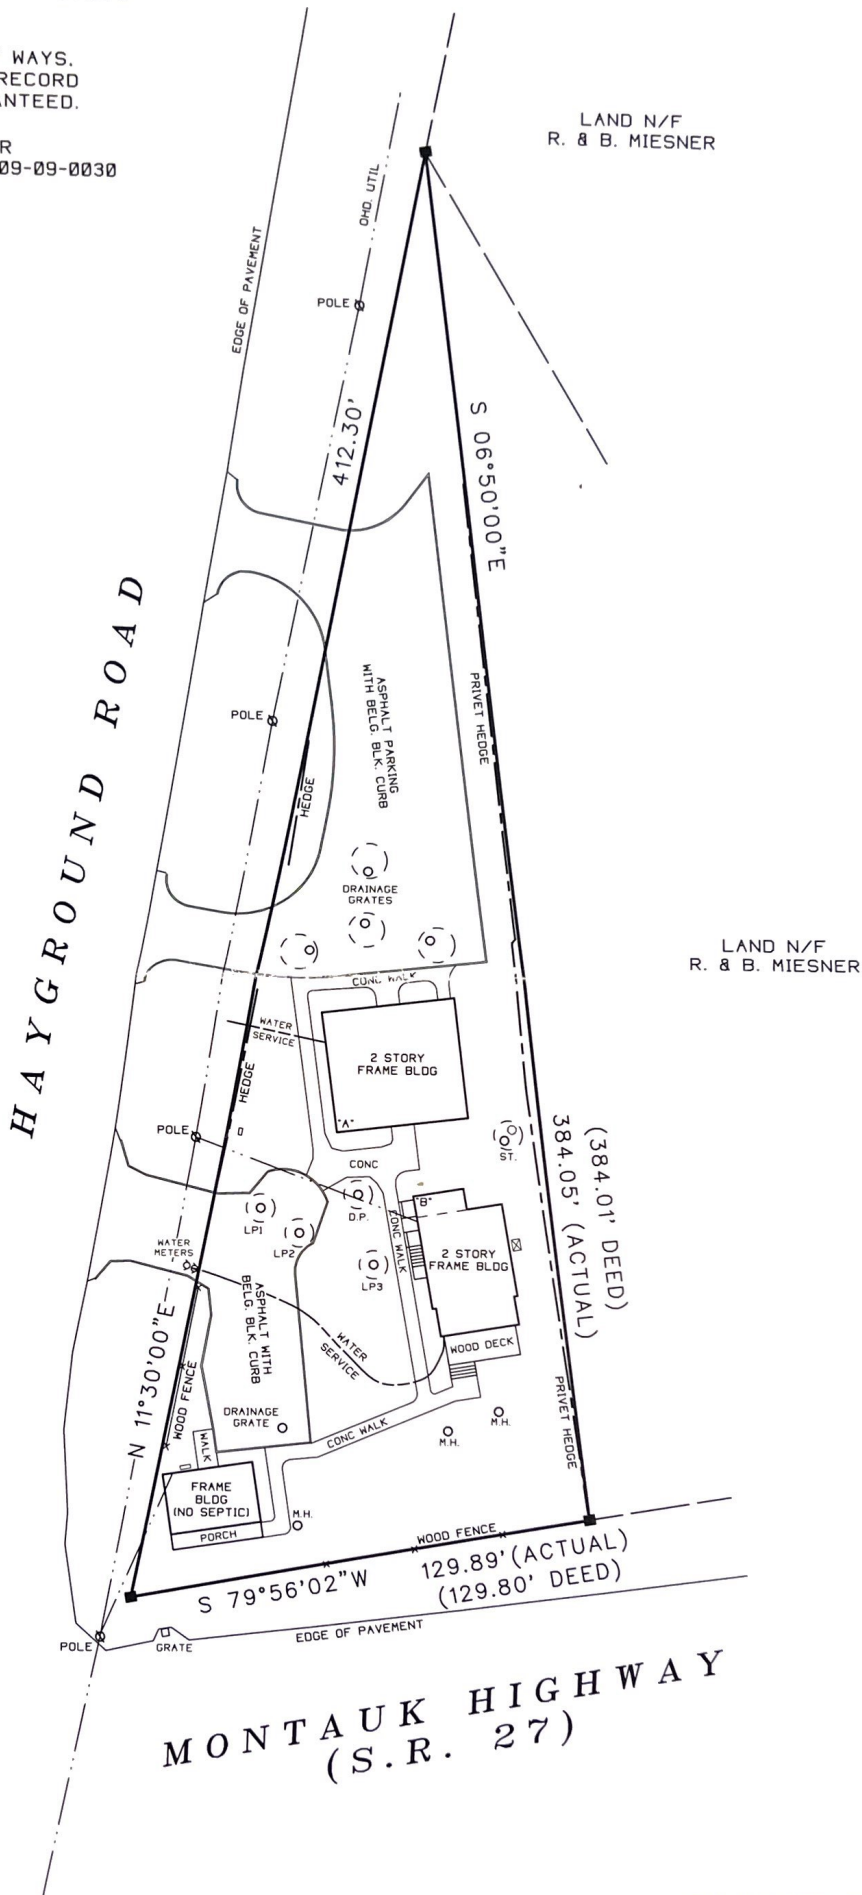 WAYS.
RECORD
ANTEED.
R
09-09-0030
LAND N/F
R. & B. MIESNER
OHD. UTIL
EDGE OF PAVEMENT
POLE
412.30'
S 06°50'00"E
HAYGROUND ROAD
PRIVET HEDGE
ASPHALT PARKING
WITH BELG. BLK. CURB
POLE
HEDGE
DRAINAGE
GRATES
LAND N/F
R. & B. MIESNER
CONC WALK
WATER
SERVICE
2 STORY
FRAME BLDG
HEDGE
"A"
POLE
ST.
(384.01' DEED)
384.05' (ACTUAL)
CONC
"B"
D.P.
LP1
LP2
CONC WALK
WATER
METERS
2 STORY
FRAME BLDG
LP3
ASPHALT WITH
BELG. BLK. CURB
N 11°30'00"E
WATER
SERVICE
WOOD DECK
WOOD FENCE
PRIVET HEDGE
DRAINAGE
GRATE
M.H.
M.H.
CONC WALK
WALK
FRAME
BLDG
(NO SEPTIC)
M.H.
PORCH
WOOD FENCE
S 79°56'02"W
129.89' (ACTUAL)
(129.80' DEED)
POLE
GRATE
EDGE OF PAVEMENT
MONTAUK HIGHWAY
(S.R. 27)